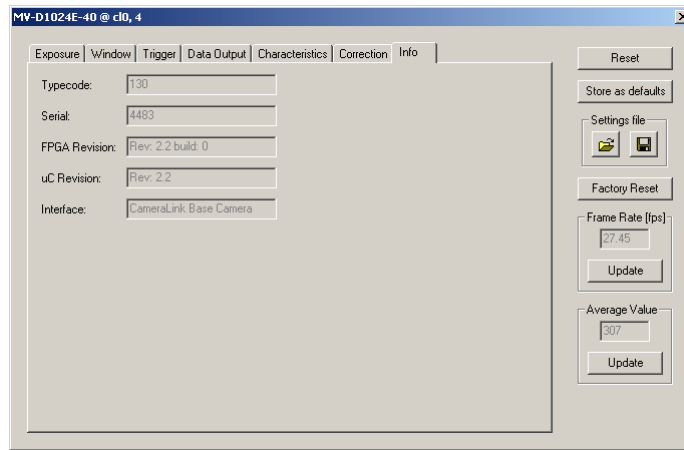 MV-D1024E-40 @ cl0, 4
Exposure Window Trigger Data Output Characteristics Correction Info
Typecode: 130
Serial: 4483
FPGA Revision: Rev: 2.2 build: 0
uC Revision: Rev: 2.2
Interface: CameraLink Base Camera
Reset
Store as defaults
Settings file
Factory Reset
Frame Rate [fps]
27.45
Update
Average Value
307
Update